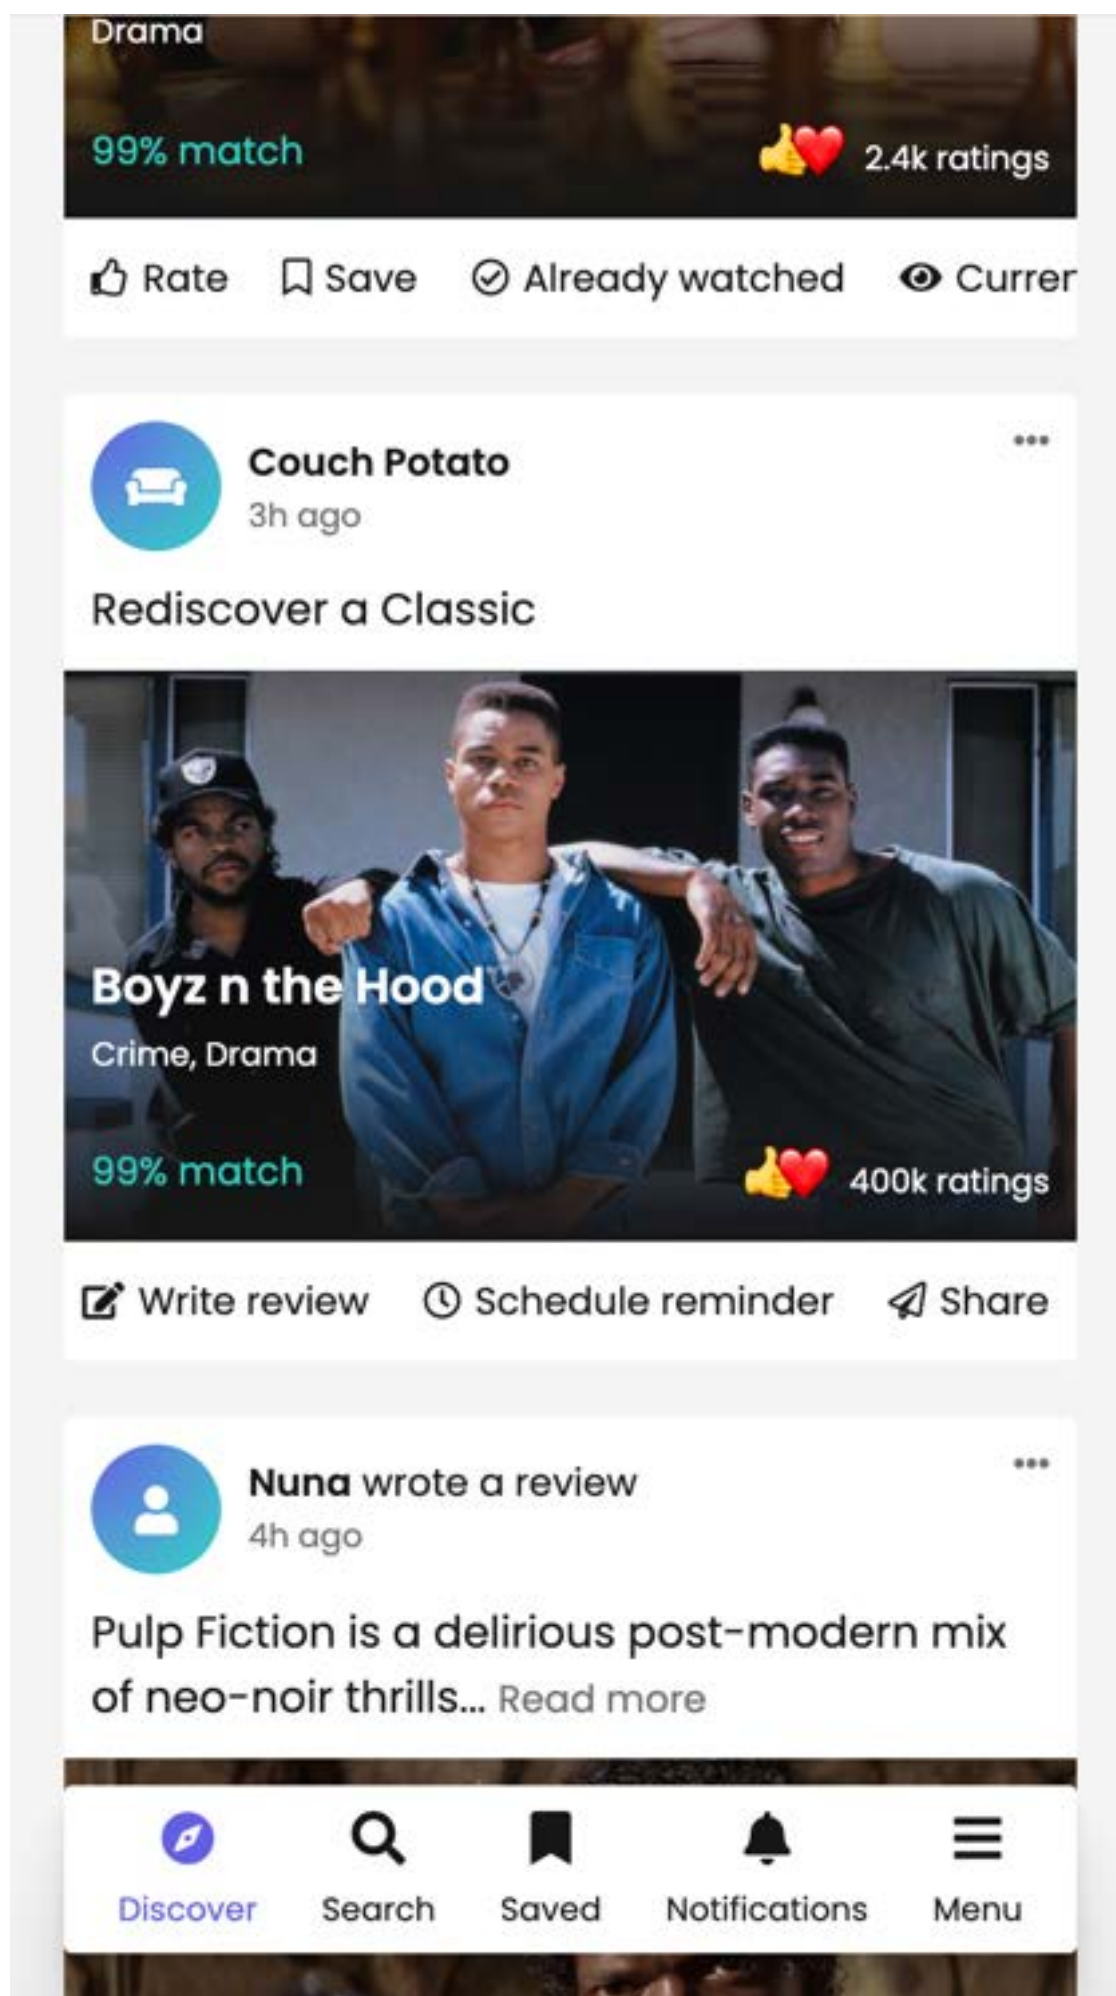 Drama
99% match
2.4k ratings
Rate Save Already watched Curren
Couch Potato
3h ago
Rediscover a Classic
Boyz n the Hood
Crime, Drama
99% match
400k ratings
Write review Schedule reminder Share
Nuna wrote a review
4h ago
Pulp Fiction is a delirious post-modern mix
of neo-noir thrills... Read more
Discover Search Saved Notifications Menu